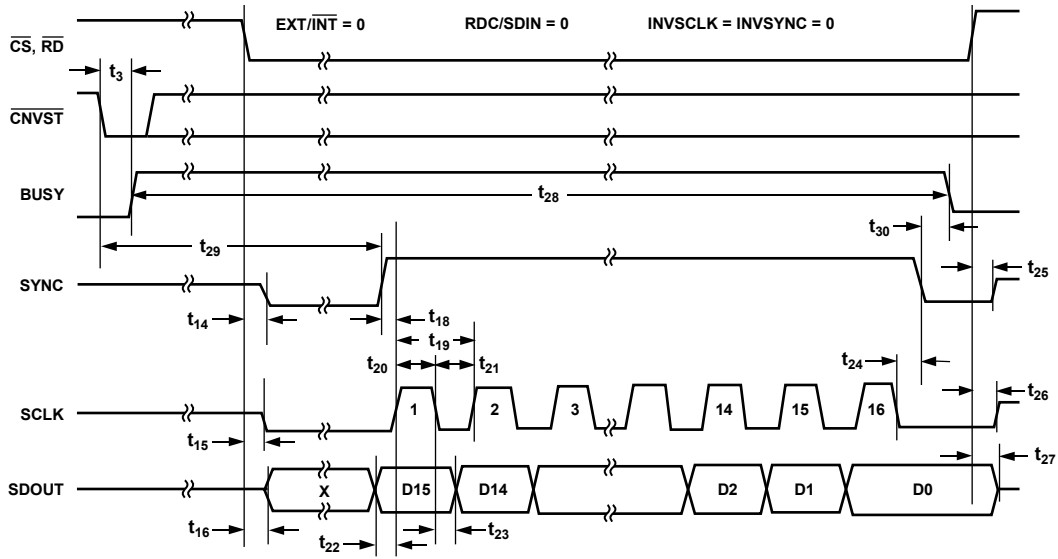 EXT/INT = 0 RDC/SDIN = 0 INVSCLK = INVSYNC = 0
CS, RD
t3
CNVST
BUSY
t28
t30
t29
t25
SYNC
t14
t18
t19
t20
t21
t24
t26
SCLK
1 2 3 14 15 16
t15
t27
SDOUT
X D15 D14 D2 D1 D0
t16
t22
t23